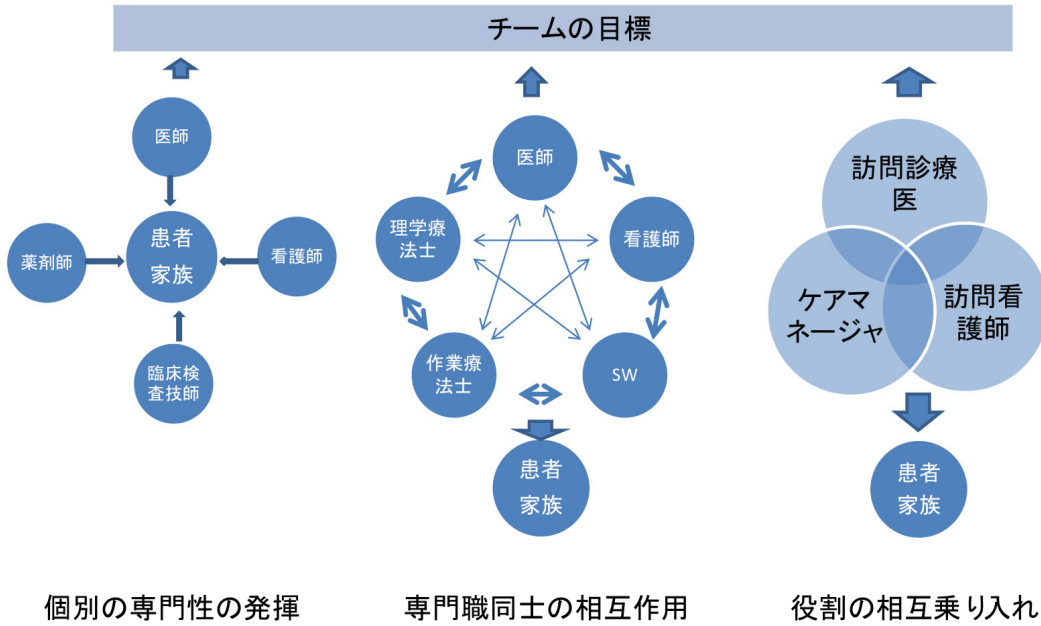 チームの目標
医師
患者
家族
薬剤師
看護師
臨床検
査技師
医師
理学療
法士
看護師
作業療
法士
SW
患者
家族
訪問診療
医
ケアマ
ネージャ
訪問看
護師
患者
家族
個別の専門性の発揮
専門職同士の相互作用
役割の相互乗り入れ